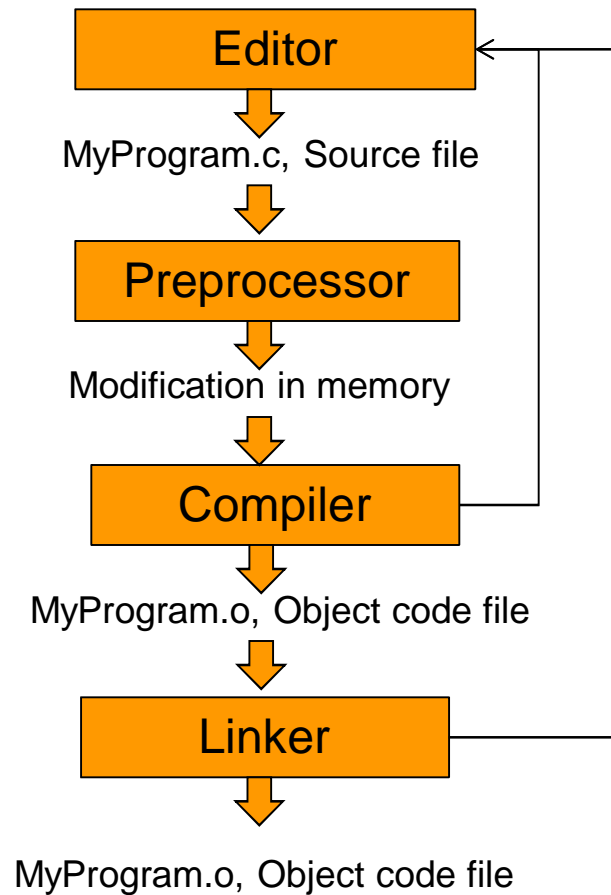 Editor
MyProgram.c, Source file
Preprocessor
Modification in memory
Compiler
MyProgram.o, Object code file
Linker
MyProgram.o, Object code file